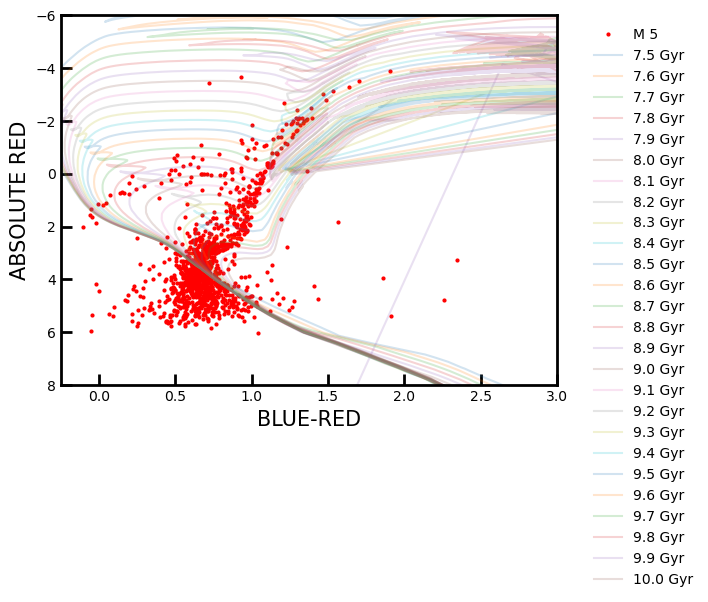 −6
−4
−2
0
2
4
6
8
ABSOLUTE RED
0.0 0.5 1.0 1.5 2.0 2.5 3.0
BLUE-RED
M 5
7.5 Gyr
7.6 Gyr
7.7 Gyr
7.8 Gyr
7.9 Gyr
8.0 Gyr
8.1 Gyr
8.2 Gyr
8.3 Gyr
8.4 Gyr
8.5 Gyr
8.6 Gyr
8.7 Gyr
8.8 Gyr
8.9 Gyr
9.0 Gyr
9.1 Gyr
9.2 Gyr
9.3 Gyr
9.4 Gyr
9.5 Gyr
9.6 Gyr
9.7 Gyr
9.8 Gyr
9.9 Gyr
10.0 Gyr